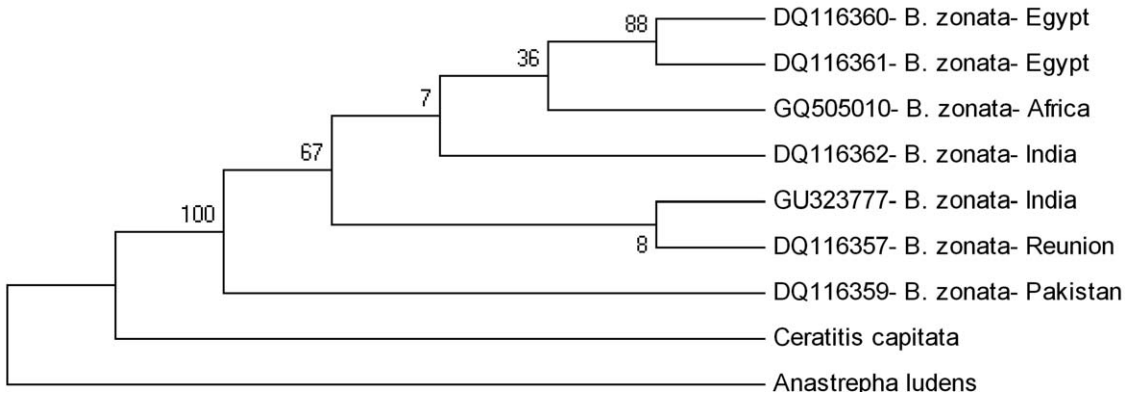 DQ116360- B. zonata- Egypt
88
DQ116361- B. zonata- Egypt
36
GQ505010- B. zonata- Africa
7
DQ116362- B. zonata- India
67
GU323777- B. zonata- India
100
DQ116357- B. zonata- Reunion
8
DQ116359- B. zonata- Pakistan
Ceratitis capitata
Anastrepha ludens